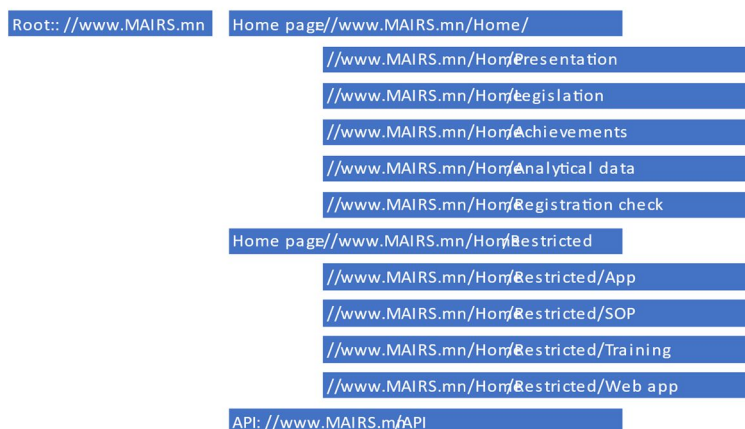 Root:: //www.MAIRS.mn
Home page://www.MAIRS.mn/Home/
//www.MAIRS.mn/Home/Presentation
//www.MAIRS.mn/Home/Legislation
//www.MAIRS.mn/Home/Achievements
//www.MAIRS.mn/Home/Analytical data
//www.MAIRS.mn/Home/Registration check
Home page://www.MAIRS.mn/Home/Restricted
//www.MAIRS.mn/Home/Restricted/App
//www.MAIRS.mn/Home/Restricted/SOP
//www.MAIRS.mn/Home/Restricted/Training
//www.MAIRS.mn/Home/Restricted/Web app
API: //www.MAIRS.mn/API